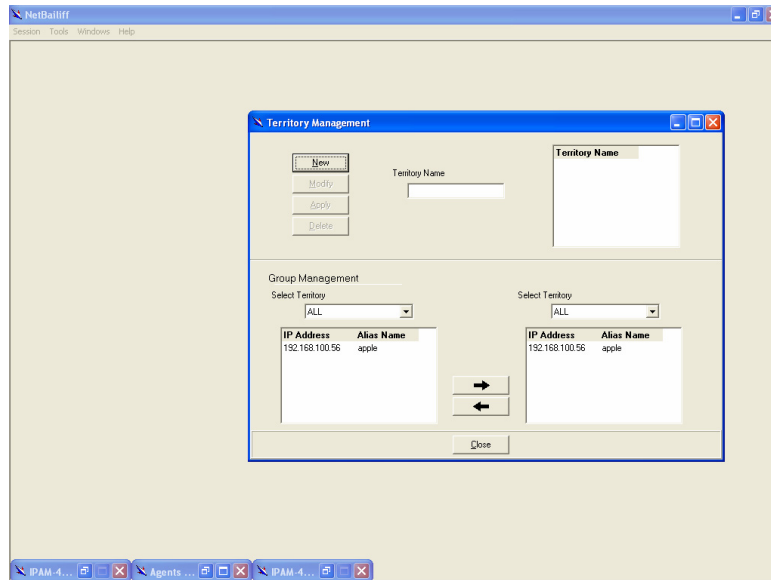 NetBailiff
Session Tools Windows Help
Territory Management
New
Modify
Apply
Delete
Territory Name
Territory Name
Group Management
Select Territory
ALL
IP Address Alias Name
192.168.100.56 apple
Select Territory
ALL
IP Address Alias Name
192.168.100.56 apple
Close
IPAM-4... Agents ... IPAM-4...